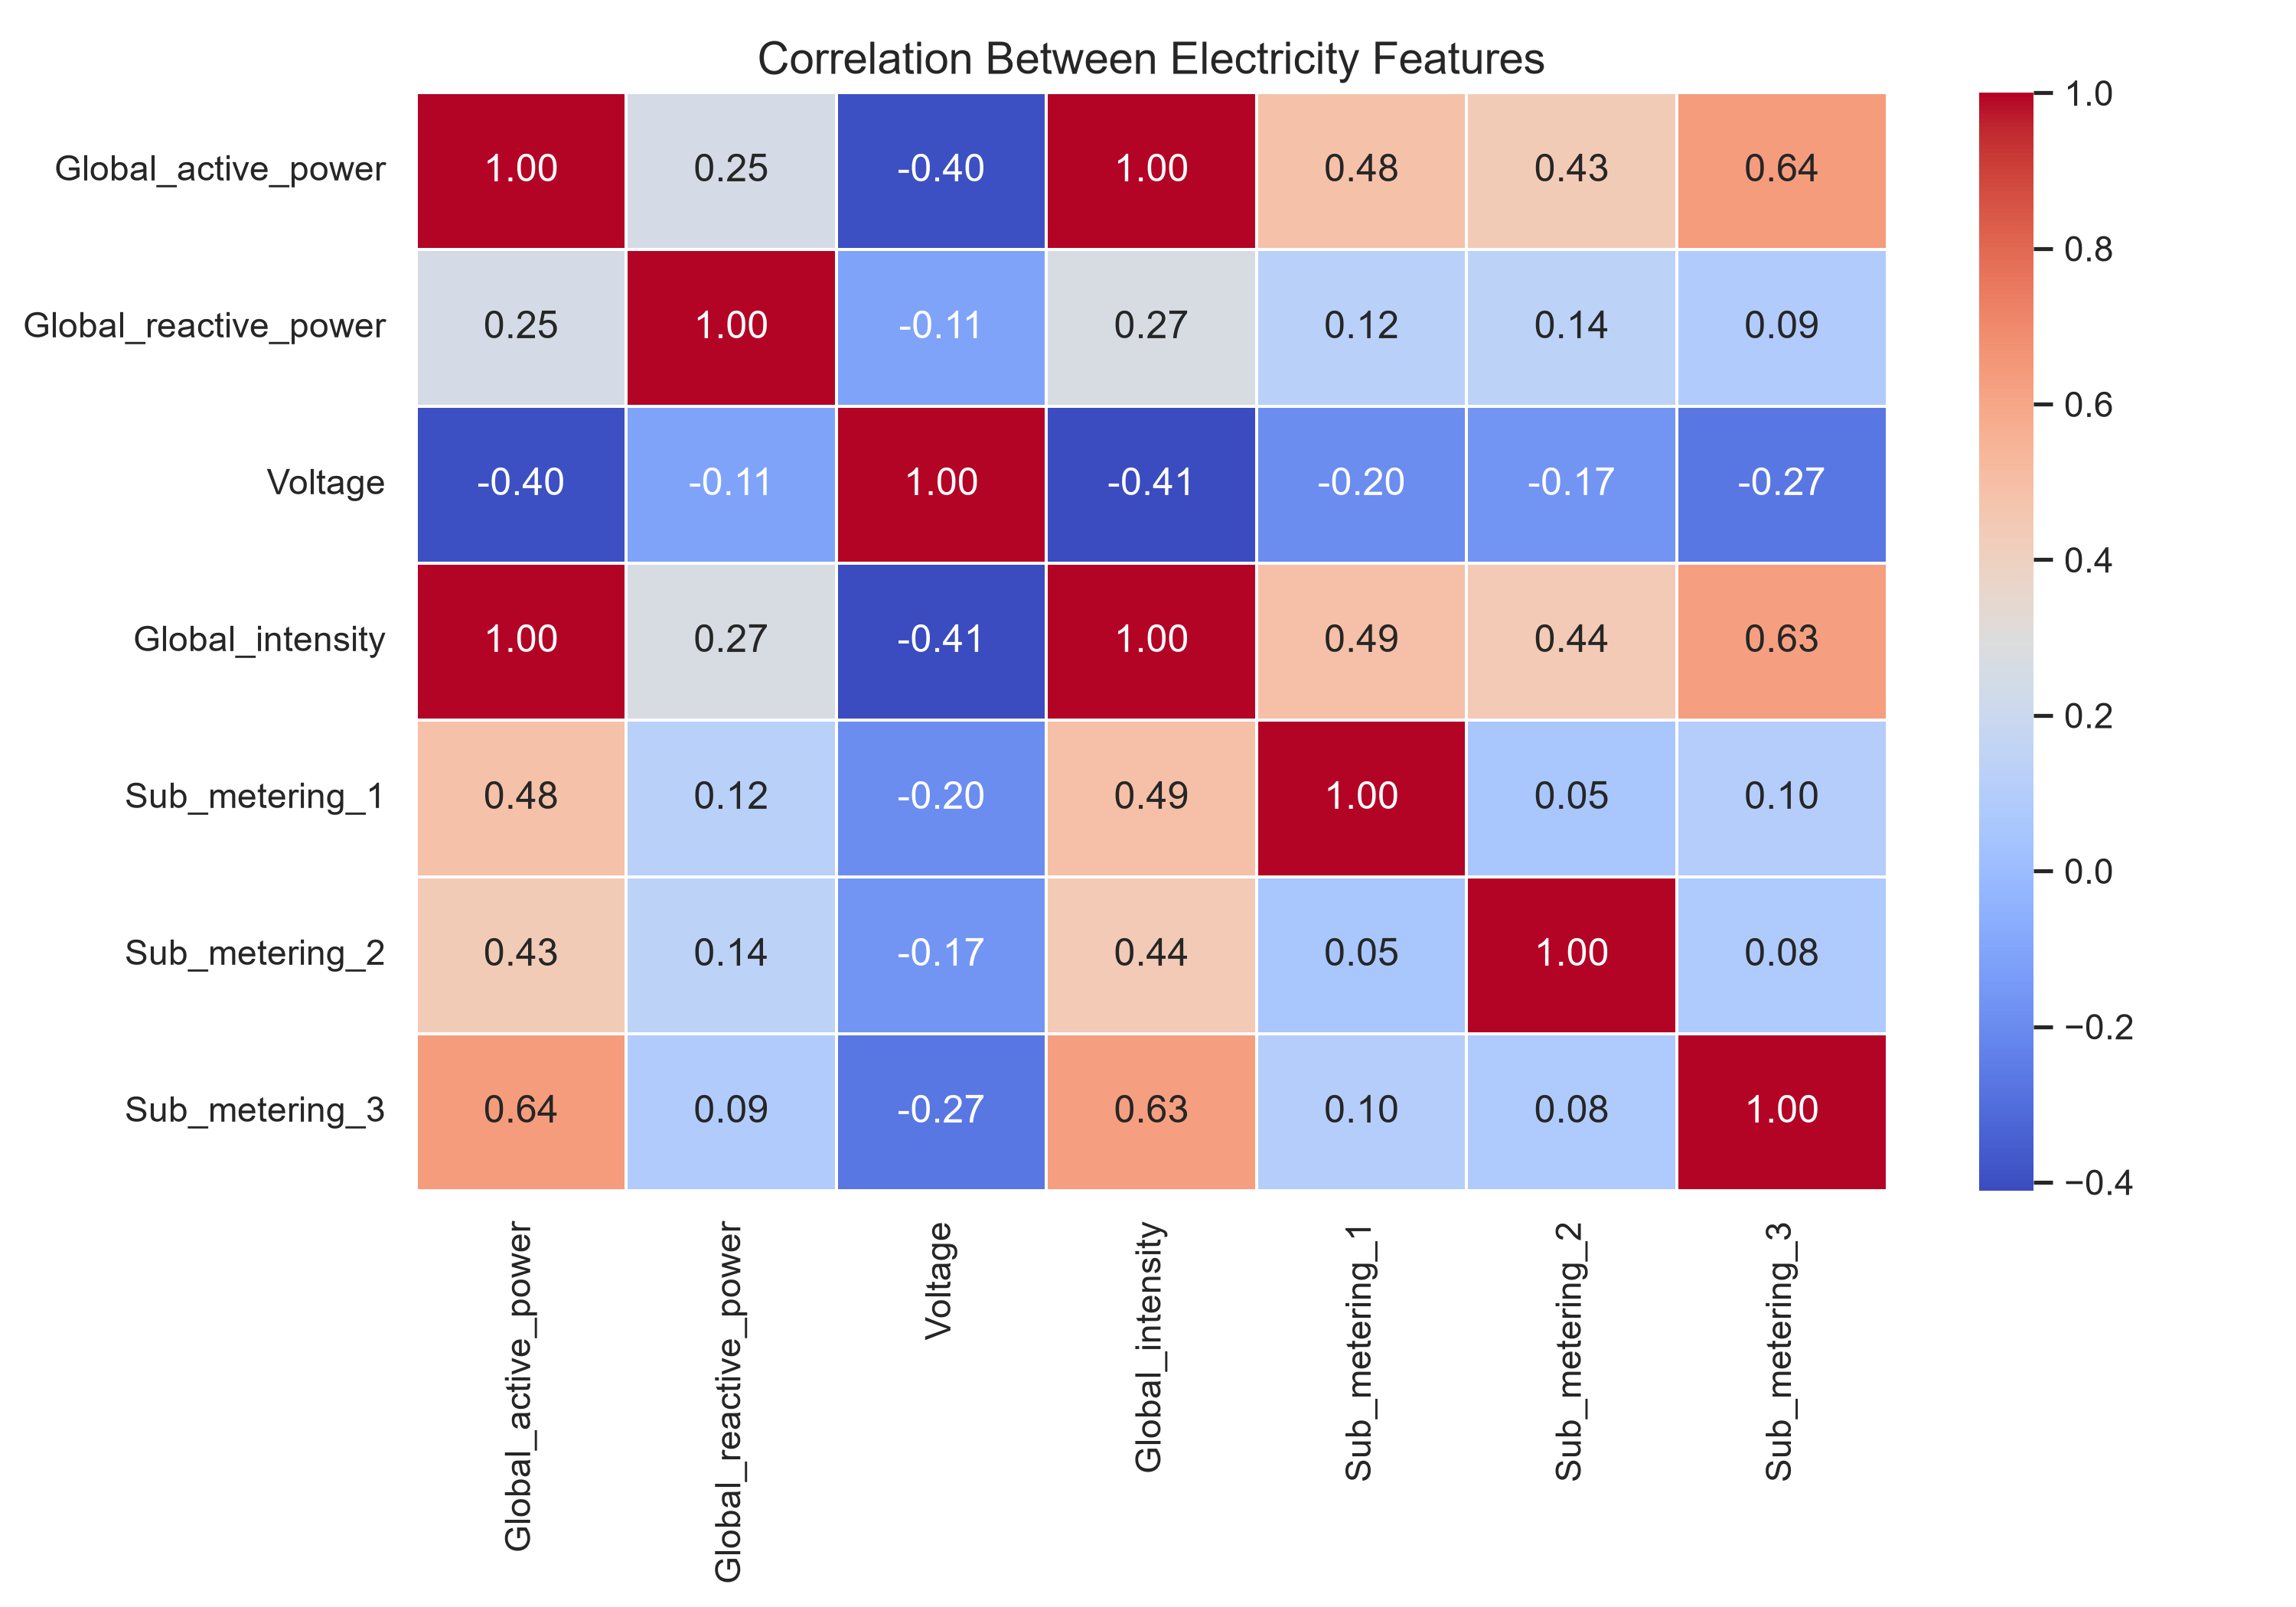 Correlation Between Electricity Features
Global_active_power 1.00 0.25 -0.40 1.00 0.48 0.43 0.64
Global_reactive_power 0.25 1.00 -0.11 0.27 0.12 0.14 0.09
Voltage -0.40 -0.11 1.00 -0.41 -0.20 -0.17 -0.27
Global_intensity 1.00 0.27 -0.41 1.00 0.49 0.44 0.63
Sub_metering_1 0.48 0.12 -0.20 0.49 1.00 0.05 0.10
Sub_metering_2 0.43 0.14 -0.17 0.44 0.05 1.00 0.08
Sub_metering_3 0.64 0.09 -0.27 0.63 0.10 0.08 1.00
Global_active_power
Global_reactive_power
Voltage
Global_intensity
Sub_metering_1
Sub_metering_2
Sub_metering_3
1.0
0.8
0.6
0.4
0.2
0.0
−0.2
−0.4